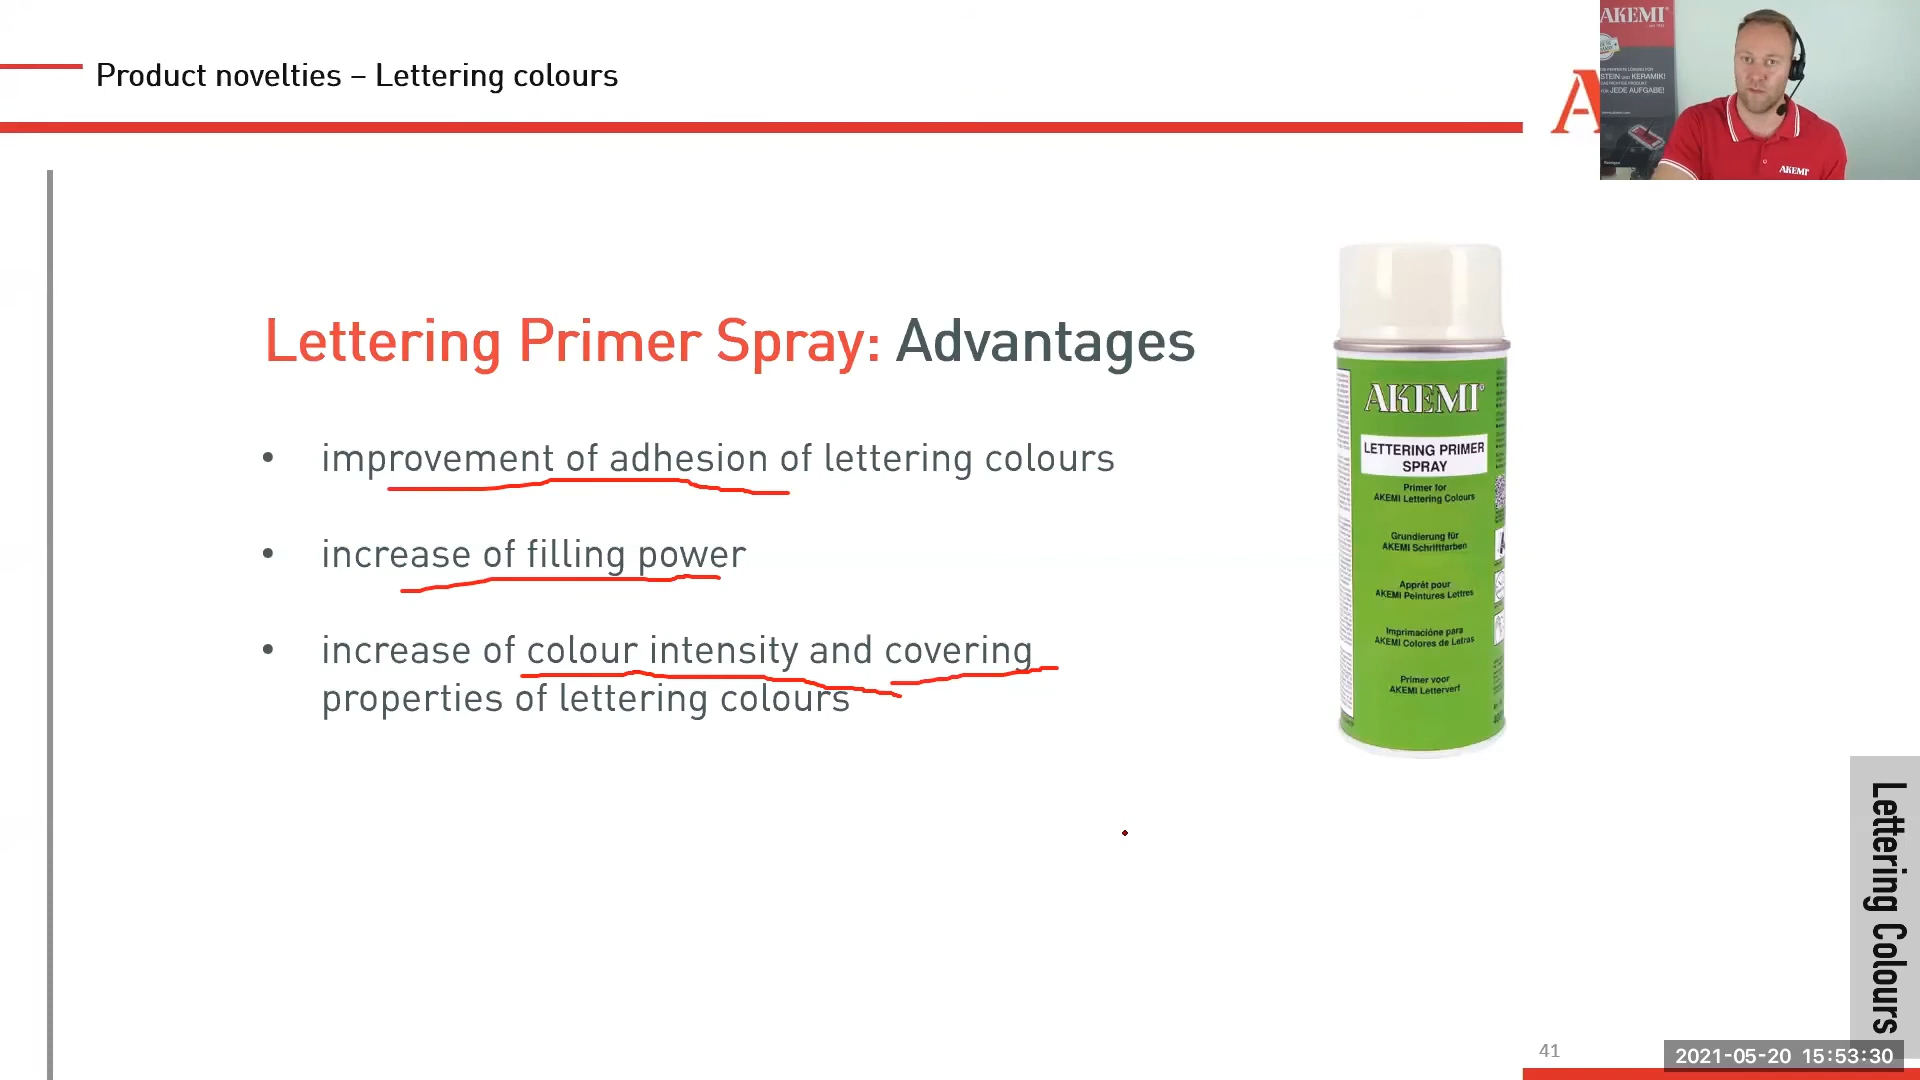 Product novelties – Lettering colours
A
AKEMI
STEIN UND KERAMIK!
JEDE AUFGABE!
AKEMI
Lettering Primer Spray: Advantages
• improvement of adhesion of lettering colours
• increase of filling power
• increase of colour intensity and covering
properties of lettering colours
AKEMI®
LETTERING PRIMER
SPRAY
Primer for
AKEMI Lettering Colours
Grundierung für
AKEMI Schriftfarben
Apprêt pour
AKEMI Peintures Lettres
Imprimacióne para
AKEMI Colores de Letras
Primer voor
AKEMI Letterverf
Lettering Colours
41
2021-05-20 15:53:30